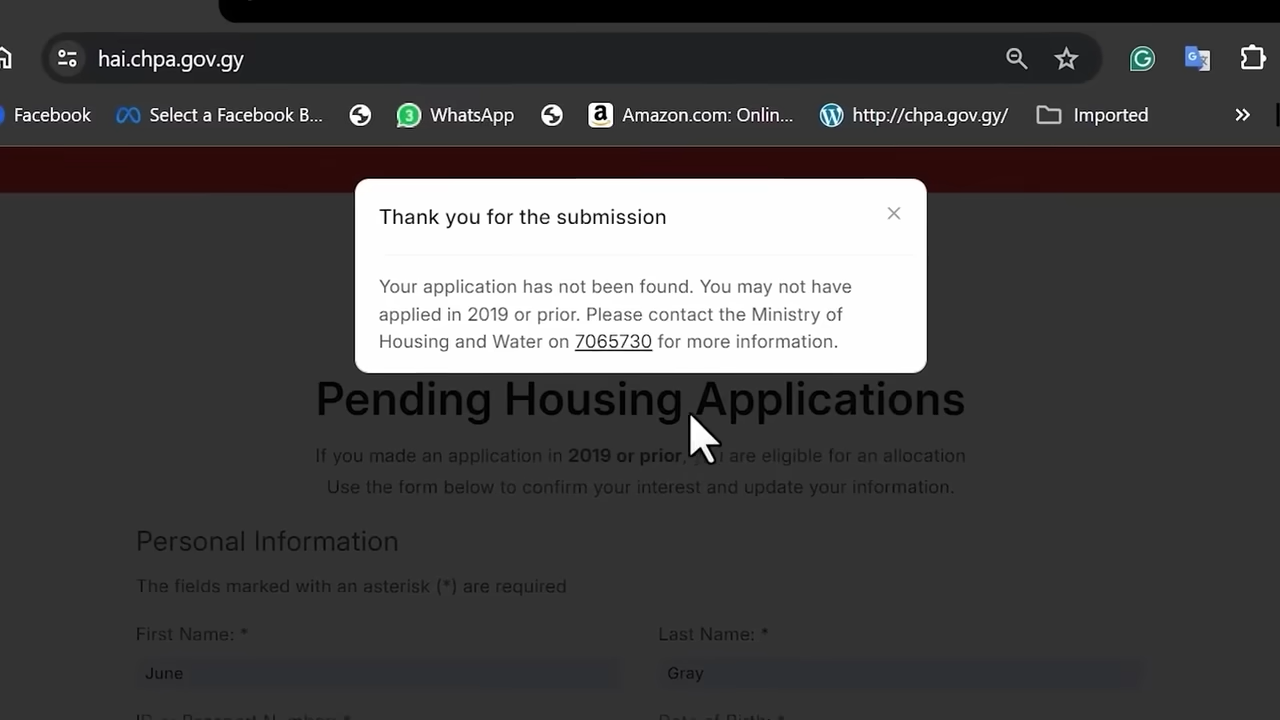 hai.chpa.gov.gy
Facebook Select a Facebook B... 3 WhatsApp a Amazon.com: Onlin... http://chpa.gov.gy/ Imported »
Thank you for the submission
Your application has not been found. You may not have
applied in 2019 or prior. Please contact the Ministry of
Housing and Water on 7065730 for more information.
Pending Housing Applications
If you made an application in 2019 or prior, you are eligible for an allocation
Use the form below to confirm your interest and update your information.
Personal Information
The fields marked with an asterisk (*) are required
First Name: * Last Name: *
June Gray